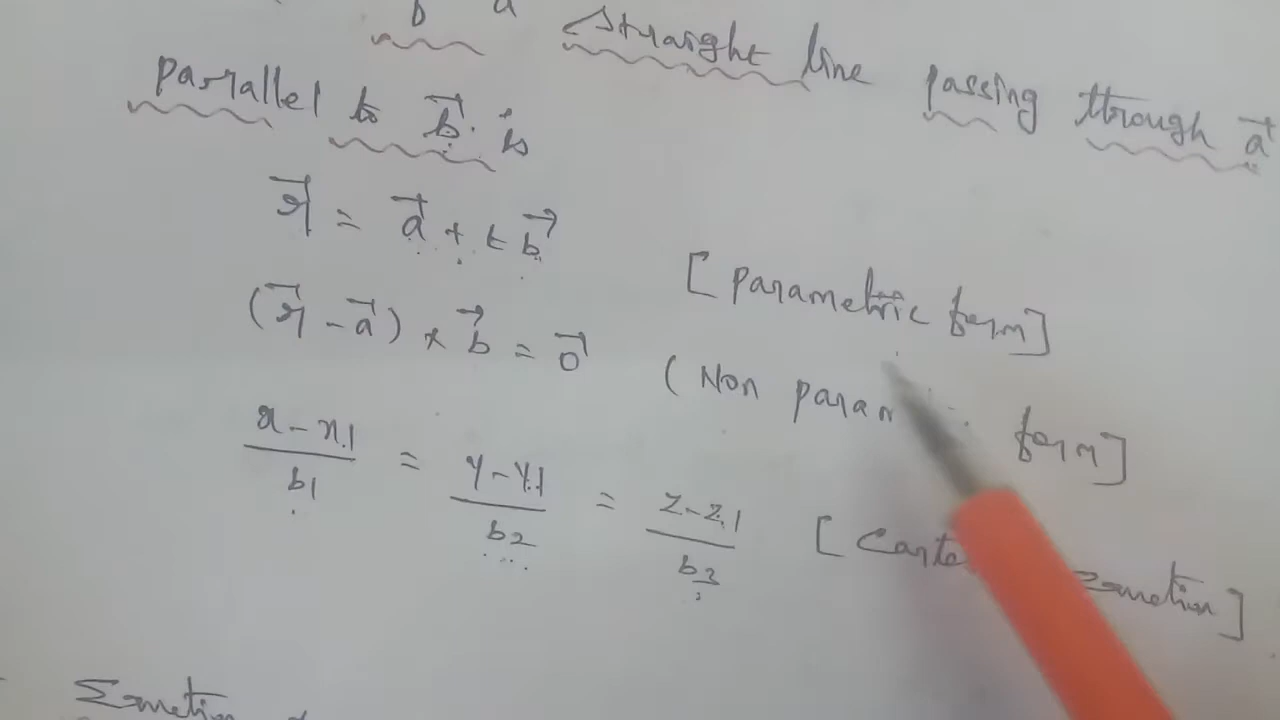 a straight line passing through a⃗
parallel to b⃗. is
r⃗ = a⃗ + t b⃗ [parametric form]
(r⃗ - a⃗) × b⃗ = 0⃗ (Non param form]
x - x1 / b1 = y - y1 / b2 = z - z1 / b3 [Carte